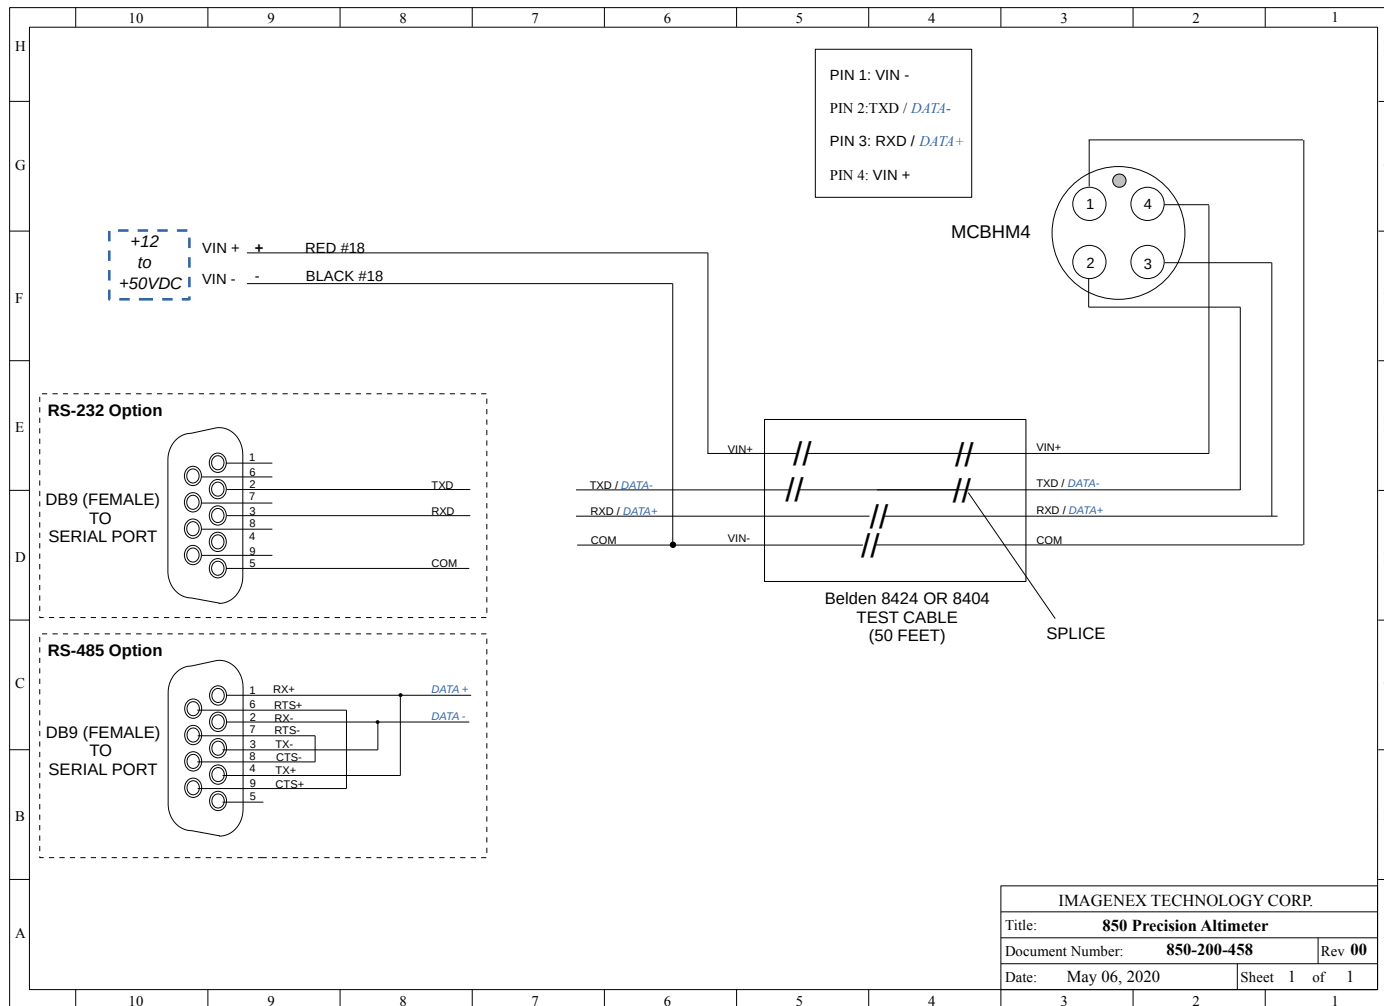 10 9 8 7 6 5 4 3 2 1
H
G
F
E
D
C
B
A
PIN 1: VIN -
PIN 2:TXD / DATA-
PIN 3: RXD / DATA+
PIN 4: VIN +
MCBHM4
1
4
2
3
+12
to
+50VDC
VIN + + RED #18
VIN - - BLACK #18
RS-232 Option
DB9 (FEMALE)
TO
SERIAL PORT
1
6
2 TXD
7
3 RXD
8
4
9
5 COM
VIN+
TXD / DATA-
RXD / DATA+
COM VIN-
VIN+
TXD / DATA-
RXD / DATA+
COM
Belden 8424 OR 8404
TEST CABLE
(50 FEET)
SPLICE
RS-485 Option
DB9 (FEMALE)
TO
SERIAL PORT
1 RX+ DATA +
6 RTS+
2 RX- DATA -
7 RTS-
3 TX-
8 CTS-
4 TX+
9 CTS+
5
IMAGENEX TECHNOLOGY CORP.
Title: 850 Precision Altimeter
Document Number: 850-200-458 Rev 00
Date: May 06, 2020 Sheet 1 of 1
10 9 8 7 6 5 4 3 2 1